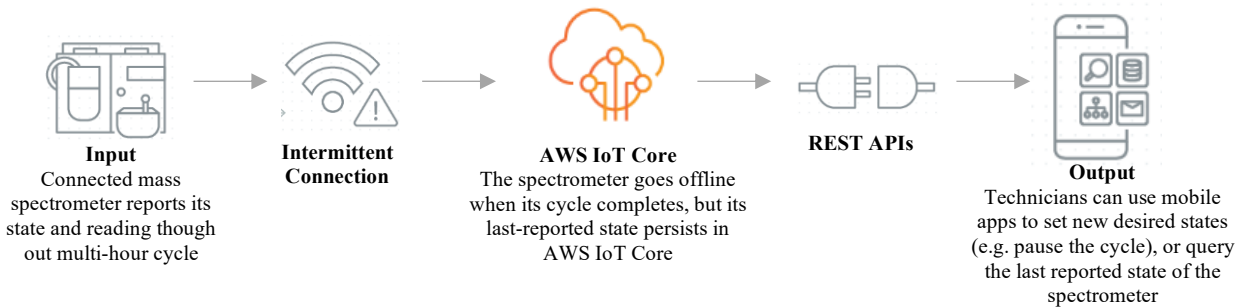 Input
Connected mass
spectrometer reports its
state and reading though
out multi-hour cycle
Intermittent
Connection
AWS IoT Core
The spectrometer goes offline
when its cycle completes, but its
last-reported state persists in
AWS IoT Core
REST APIs
Output
Technicians can use mobile
apps to set new desired states
(e.g. pause the cycle), or query
the last reported state of the
spectrometer